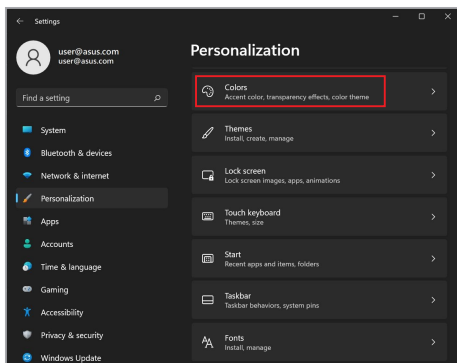 Settings
user@asus.com
user@asus.com
Find a setting
System
Bluetooth & devices
Network & internet
Personalization
Apps
Accounts
Time & language
Gaming
Accessibility
Privacy & security
Windows Update
Personalization
Colors
Accent color, transparency effects, color theme
Themes
Install, create, manage
Lock screen
Lock screen images, apps, animations
Touch keyboard
Themes, size
Start
Recent apps and items, folders
Taskbar
Taskbar behaviors, system pins
Fonts
Install, manage